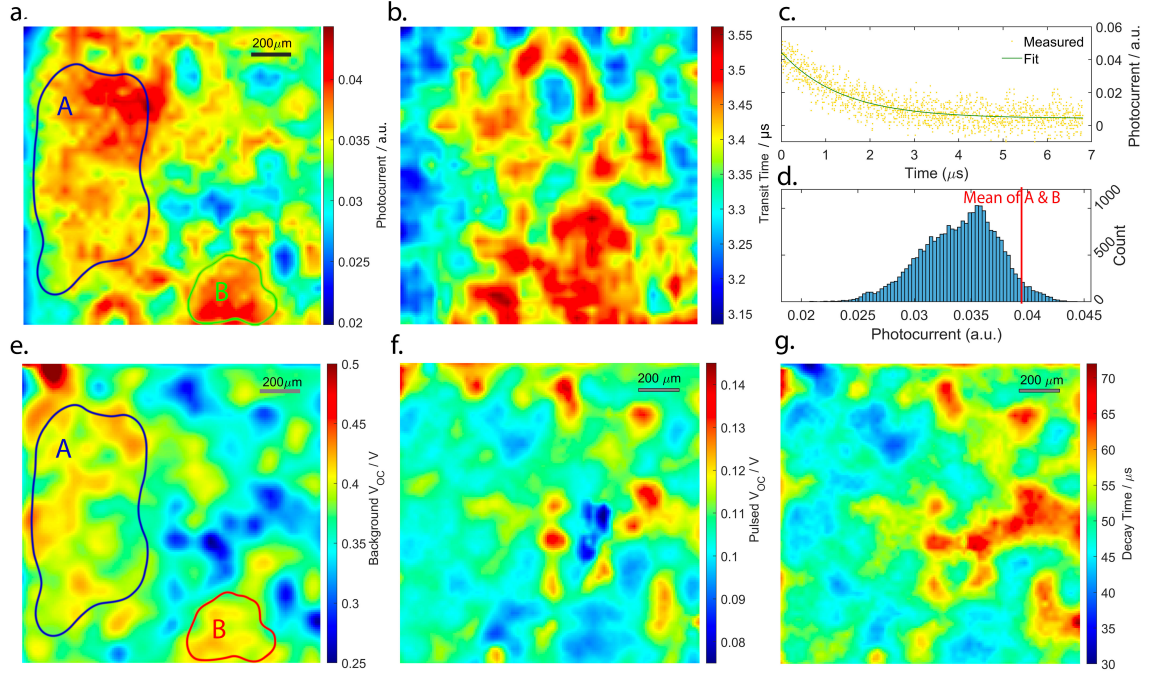 a.
200μm
A
B
0.04
0.035
0.03
0.025
0.02
Photocurrent / a.u.
b.
3.55
3.5
3.45
3.4
3.35
3.3
3.25
3.2
3.15
Transit Time / μs
c.
Measured
Fit
0.06
0.04
0.02
0
Photocurrent / a.u.
0 1 2 3 4 5 6 7
Time (μs)
d.
Mean of A & B
1000
500
0
Count
0.02 0.025 0.03 0.035 0.04 0.045
Photocurrent (a.u.)
e.
200μm
A
B
0.5
0.45
0.4
0.35
0.3
0.25
Background VOC / V
f.
200 μm
0.14
0.13
0.12
0.11
0.1
0.09
0.08
Pulsed VOC / V
g.
200 μm
70
65
60
55
50
45
40
35
30
Decay Time / μs